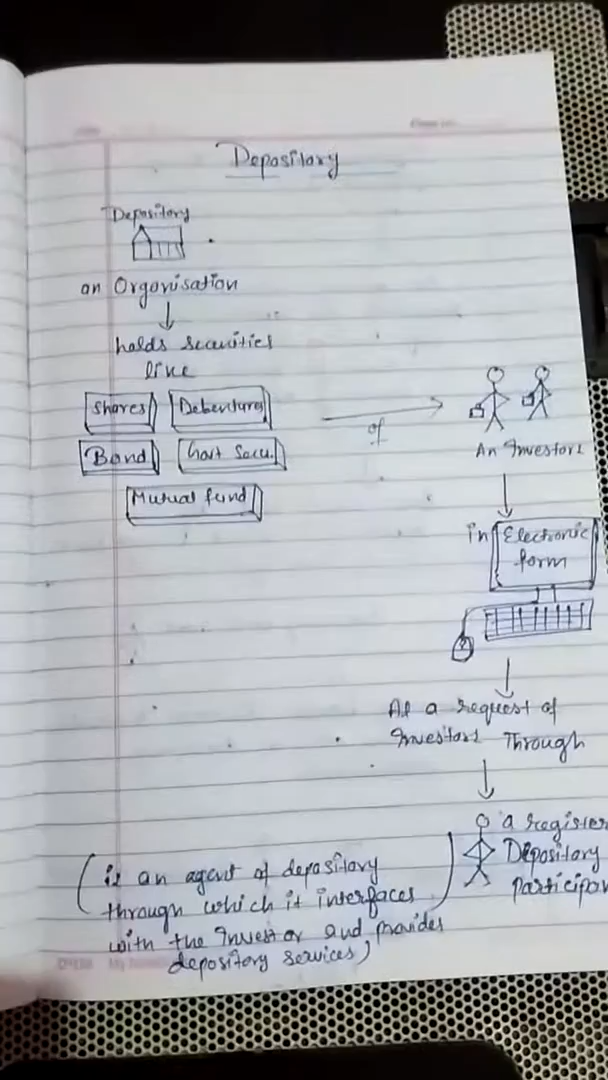 Depository
Depository
an Organisation
holds securities
like
Shares
Debentures
Bond
Govt Secu.
Mutual fund
of
An Investors
in Electronic
form
At a request of
Investors Through
a register
Depository
participan
(is an agent of depository
through which it interfaces
with the Investor and provides
depository services)